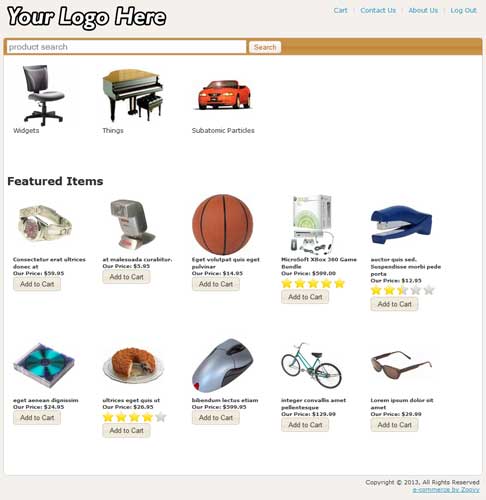 Your Logo Here
Cart | Contact Us | About Us | Log Out
product search
Search
Widgets
Things
Subatomic Particles
Featured Items
Consectetur erat ultrices
donec at
Our Price: $59.95
Add to Cart
at malesuada curabitur.
Our Price: $5.95
Add to Cart
Eget volutpat quis eget
pulvinar
Our Price: $14.95
Add to Cart
MicroSoft XBox 360 Game
Bundle
Our Price: $599.00
Add to Cart
auctor quis sed.
Suspendisse morbi pede
porta
Our Price: $12.95
Add to Cart
eget aenean dignissim
Our Price: $24.95
Add to Cart
ultrices eget quis ut
Our Price: $26.95
Add to Cart
bibendum lectus etiam
Our Price: $599.95
Add to Cart
integer convallis amet
pellentesque
Our Price: $129.99
Add to Cart
Lorem ipsum dolor sit
amet
Our Price: $29.99
Add to Cart
Copyright © 2013, All Rights Reserved
e-commerce by Zoovy